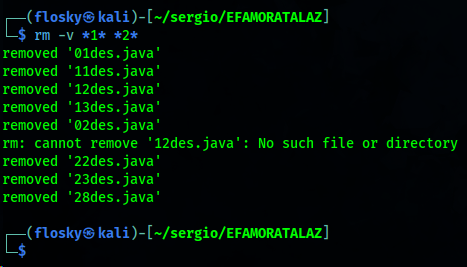 ┌──(flosky㉿kali)-[~/sergio/EFAMORATALAZ]
└─$ rm -v *1* *2*
removed '01des.java'
removed '11des.java'
removed '12des.java'
removed '13des.java'
removed '02des.java'
rm: cannot remove '12des.java': No such file or directory
removed '22des.java'
removed '23des.java'
removed '28des.java'
┌──(flosky㉿kali)-[~/sergio/EFAMORATALAZ]
└─$